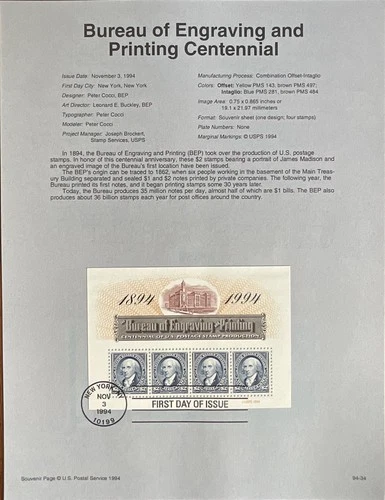 Bureau of Engraving and
Printing Centennial
Issue Date: November 3, 1994
First Day City: New York, New York
Designer: Peter Cocci, BEP
Art Director: Leonard E. Buckley, BEP
Typographer: Peter Cocci
Modeler: Peter Cocci
Project Manager: Joseph Brockert,
Stamp Services, USPS
Manufacturing Process: Combination Offset-Intaglio
Colors: Offset: Yellow PMS 143; brown PMS 497;
Intaglio: Blue PMS 281, brown PMS 464
Image Area: 0.75 x 0.865 inches or
19.1 x 21.97 millimeters
Format: Souvenir sheet (one design; four stamps)
Plate Numbers: None
Marginal Markings: © USPS 1994
In 1894, the Bureau of Engraving and Printing (BEP) took over the production of U.S. postage
stamps. In honor of this centennial anniversary, these $2 stamps bearing a portrait of James Madison and
an engraved image of the Bureau's first location have been issued.
The BEP's origin can be traced to 1862, when six people working in the basement of the Main Treas-
ury Building separated and sealed $1 and $2 notes printed by private companies. The following year, the
Bureau printed its first notes, and it began printing stamps some 30 years later.
Today, the Bureau produces 35 million notes per day, almost half of which are $1 bills. The BEP also
produces about 36 billion stamps each year for post offices around the country.
1894 1994
Bureau of Engraving and Printing
CENTENNIAL OF U.S. POSTAGE STAMP PRODUCTION
NEW YORK, NY
NOV
3
1994
10199
FIRST DAY OF ISSUE
Souvenir Page © U.S. Postal Service 1994
94-34